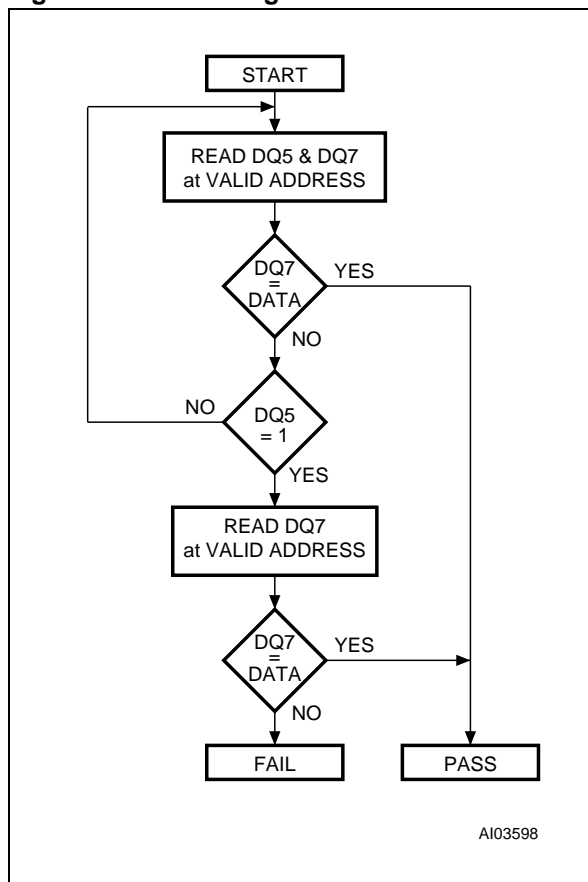 START
READ DQ5 & DQ7
at VALID ADDRESS
DQ7
=
DATA
YES
NO
DQ5
= 1
NO
YES
READ DQ7
at VALID ADDRESS
DQ7
=
DATA
YES
NO
FAIL
PASS
AI03598